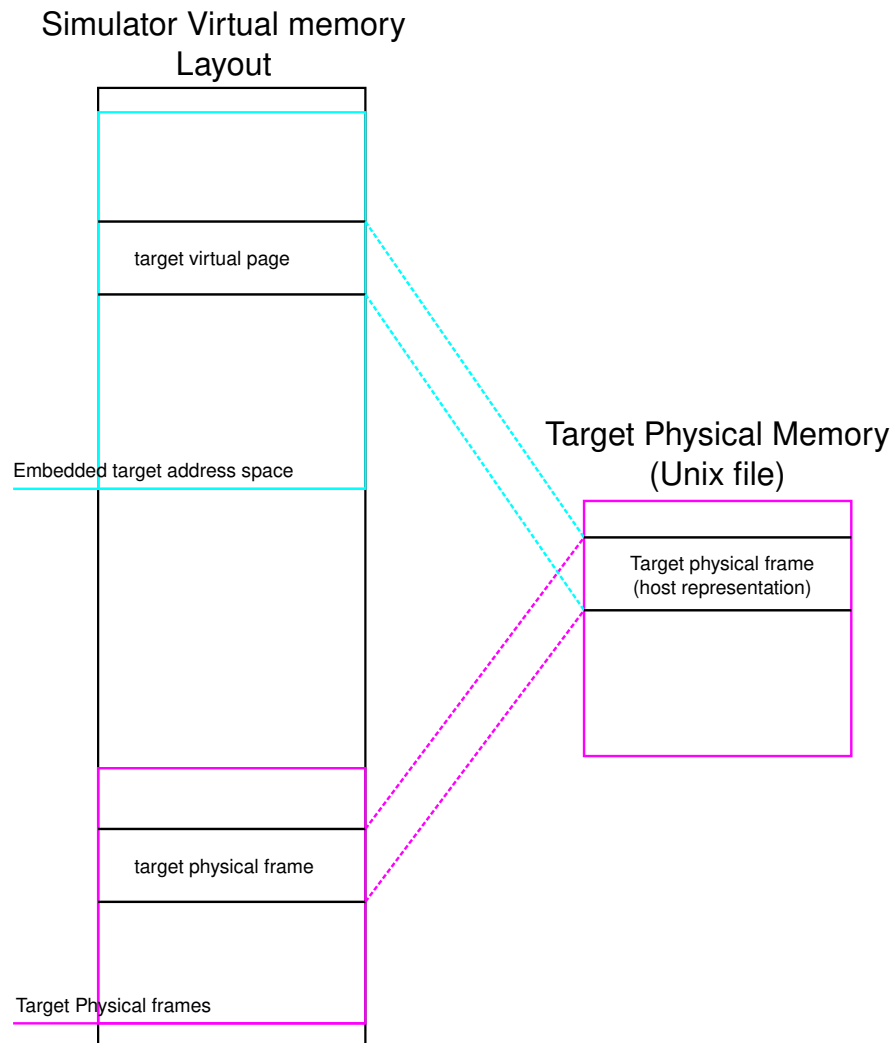 Simulator Virtual memory
Layout
target virtual page
Embedded target address space
Target Physical Memory
(Unix file)
Target physical frame
(host representation)
target physical frame
Target Physical frames